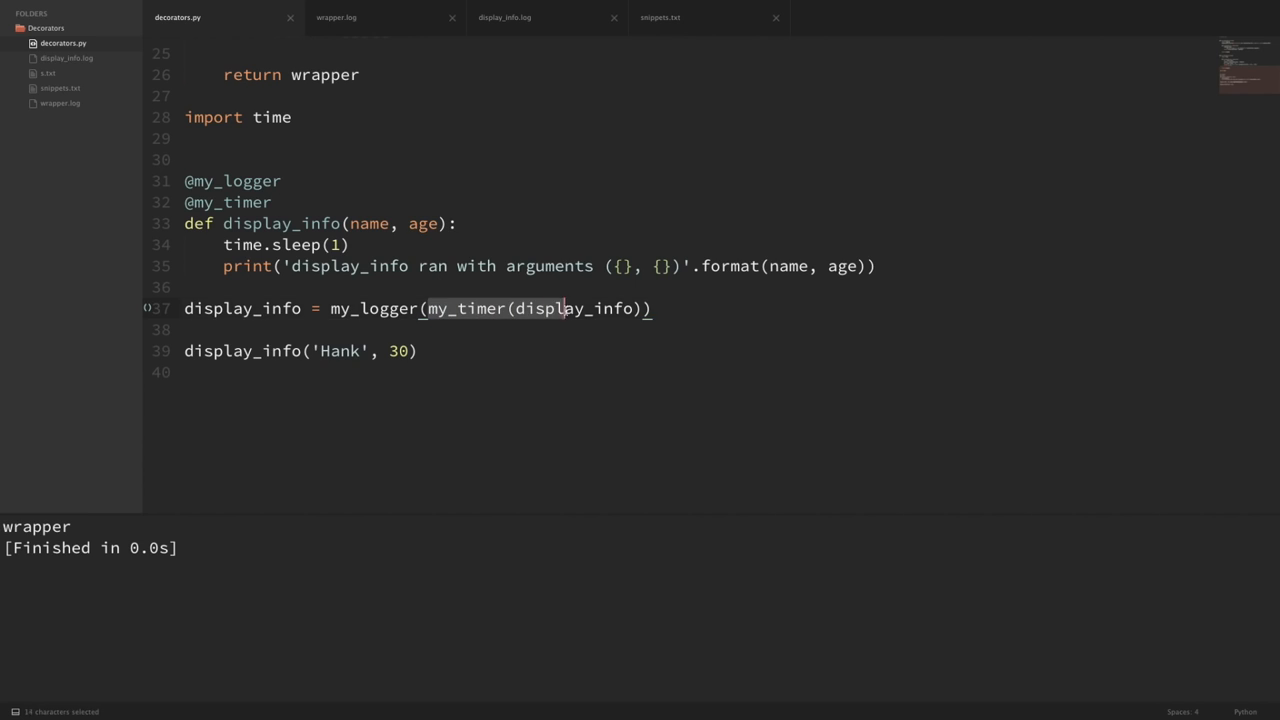 FOLDERS
Decorators
decorators.py
display_info.log
s.txt
snippets.txt
wrapper.log
decorators.py × wrapper.log × display_info.log × snippets.txt ×
25
26 return wrapper
27
28 import time
29
30
31 @my_logger
32 @my_timer
33 def display_info(name, age):
34 time.sleep(1)
35 print('display_info ran with arguments ({}, {})'.format(name, age))
36
()37 display_info = my_logger(my_timer(display_info))
38
39 display_info('Hank', 30)
40
wrapper
[Finished in 0.0s]
14 characters selected Spaces: 4 Python